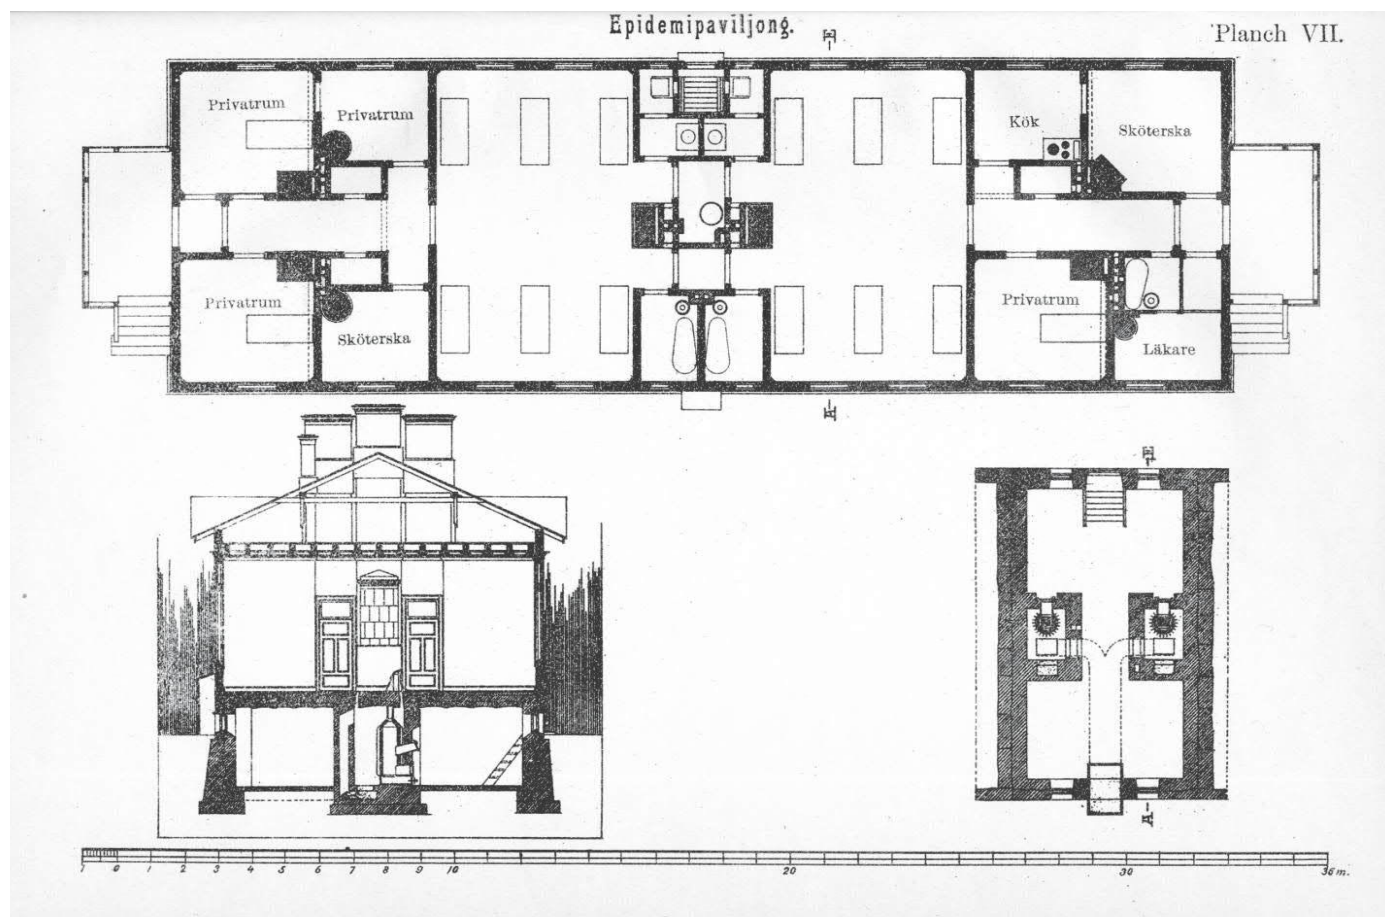 Epidemipaviljong.
Planch VII.
Privatrum
Privatrum
Kök
Sköterska
Privatrum
Sköterska
Privatrum
Läkare
1 0 1 2 3 4 5 6 7 8 9 10 20 30 36 m.